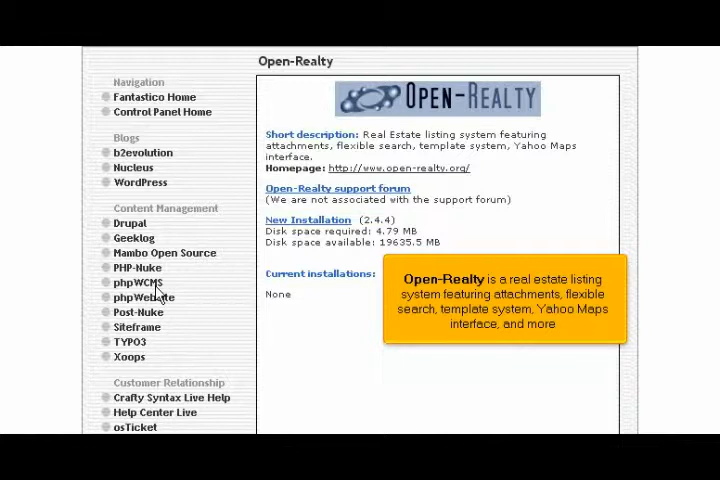 Open-Realty
Navigation
Fantastico Home
Control Panel Home
Blogs
b2evolution
Nucleus
WordPress
Content Management
Drupal
Geeklog
Mambo Open Source
PHP-Nuke
phpWCMS
phpWebsite
Post-Nuke
Siteframe
TYPO3
Xoops
Customer Relationship
Crafty Syntax Live Help
Help Center Live
osTicket
OPEN-REALTY
Short description: Real Estate listing system featuring
attachments, flexible search, template system, Yahoo Maps
interface.
Homepage: http://www.open-realty.org/
Open-Realty support forum
(We are not associated with the support forum)
New Installation (2.4.4)
Disk space required: 4.79 MB
Disk space available: 19635.5 MB
Current installations:
None
Open-Realty is a real estate listing
system featuring attachments, flexible
search, template system, Yahoo Maps
interface, and more